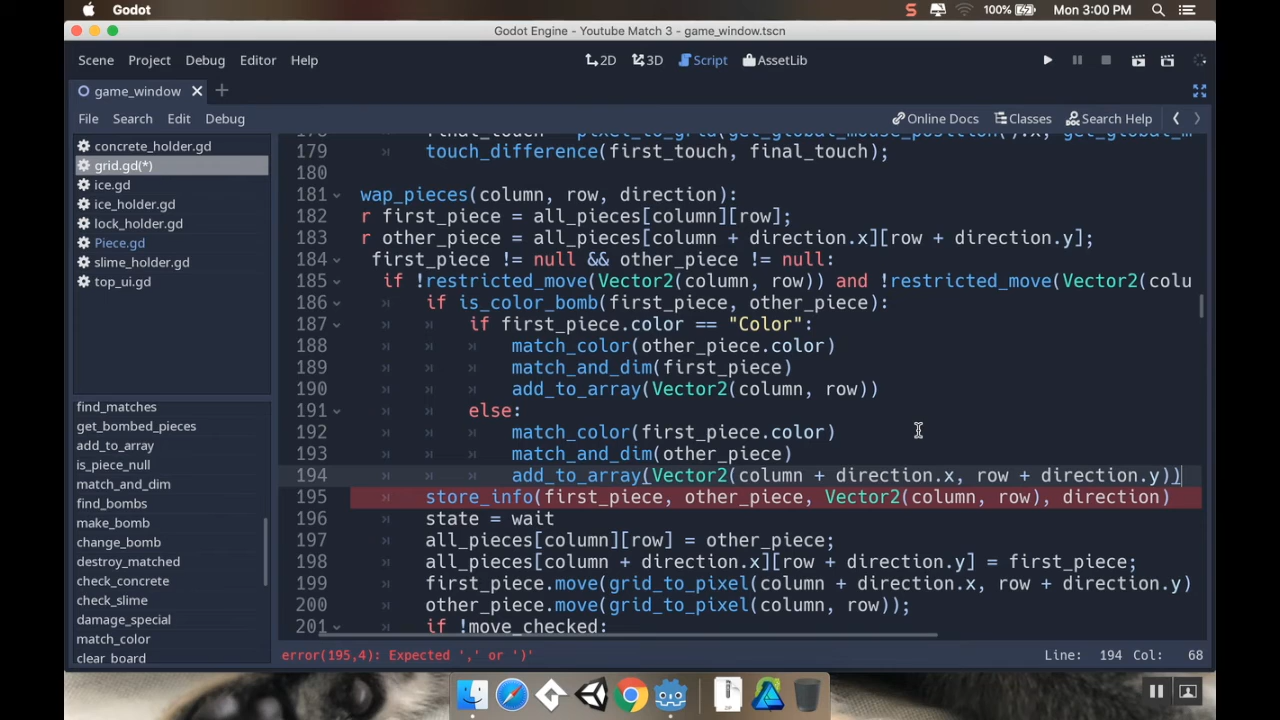 Godot
100%
Mon 3:00 PM
Godot Engine - Youtube Match 3 - game_window.tscn
Scene Project Debug Editor Help
2D 3D Script AssetLib
game_window
File Search Edit Debug
Online Docs Classes Search Help
concrete_holder.gd
grid.gd(*)
ice.gd
ice_holder.gd
lock_holder.gd
Piece.gd
slime_holder.gd
top_ui.gd
find_matches
get_bombed_pieces
add_to_array
is_piece_null
match_and_dim
find_bombs
make_bomb
change_bomb
destroy_matched
check_concrete
check_slime
damage_special
match_color
clear_board
178 final_touch = pixel_to_grid(get_global_mouse_position().x, get_global_m
179 touch_difference(first_touch, final_touch);
180
181 wap_pieces(column, row, direction):
182 r first_piece = all_pieces[column][row];
183 r other_piece = all_pieces[column + direction.x][row + direction.y];
184 first_piece != null && other_piece != null:
185 if !restricted_move(Vector2(column, row)) and !restricted_move(Vector2(colu
186 if is_color_bomb(first_piece, other_piece):
187 if first_piece.color == "Color":
188 match_color(other_piece.color)
189 match_and_dim(first_piece)
190 add_to_array(Vector2(column, row))
191 else:
192 match_color(first_piece.color)
193 match_and_dim(other_piece)
194 add_to_array(Vector2(column + direction.x, row + direction.y))
195 store_info(first_piece, other_piece, Vector2(column, row), direction)
196 state = wait
197 all_pieces[column][row] = other_piece;
198 all_pieces[column + direction.x][row + direction.y] = first_piece;
199 first_piece.move(grid_to_pixel(column + direction.x, row + direction.y)
200 other_piece.move(grid_to_pixel(column, row));
201 if !move_checked:
error(195,4): Expected ',' or ')'
Line: 194 Col: 68